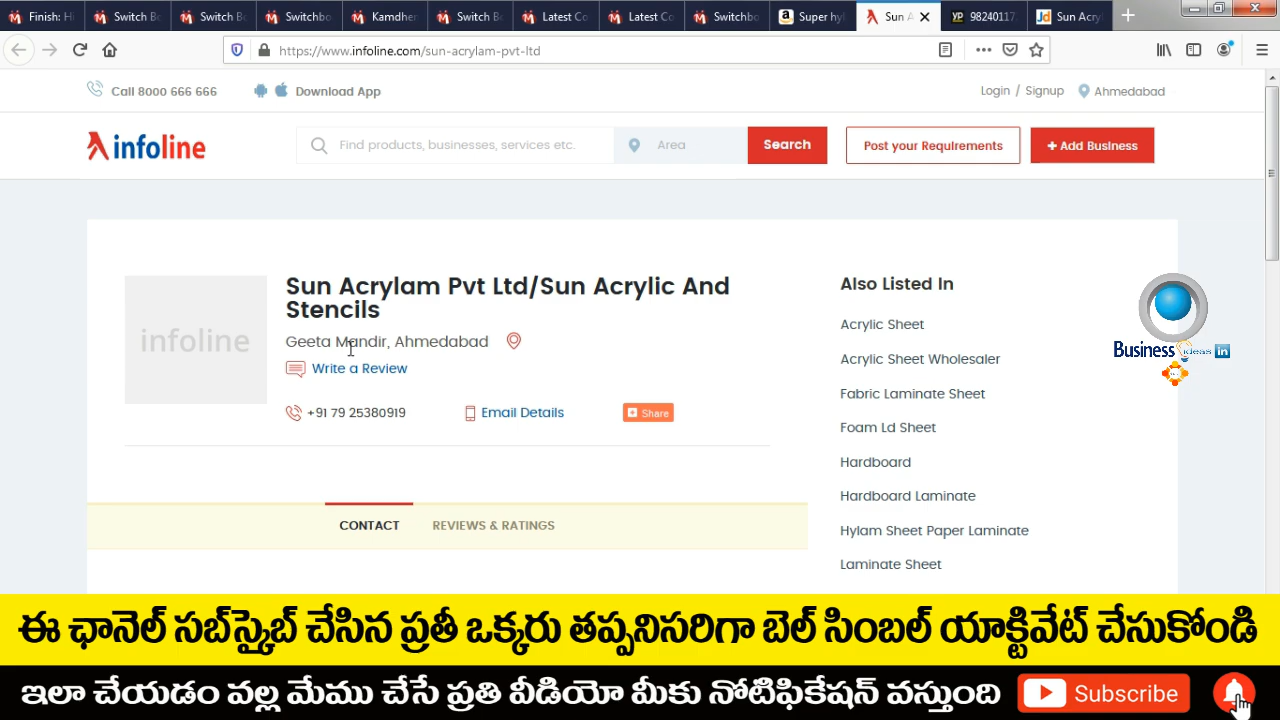 Finish: Hi
Switch Bo
Switch Bo
Switchbo
Kamdher
Switch Bo
Latest Co
Latest Co
Switchbo
Super hyl
Sun A
98240117
Sun Acry
https://www.infoline.com/sun-acrylam-pvt-ltd
Call 8000 666 666
Download App
Login / Signup
Ahmedabad
infoline
Find products, businesses, services etc.
Area
Search
Post your Requirements
+ Add Business
infoline
Sun Acrylam Pvt Ltd/Sun Acrylic And
Stencils
Geeta Mandir, Ahmedabad
Write a Review
+91 79 25380919
Email Details
Share
CONTACT
REVIEWS & RATINGS
Also Listed In
Acrylic Sheet
Acrylic Sheet Wholesaler
Fabric Laminate Sheet
Foam Ld Sheet
Hardboard
Hardboard Laminate
Hylam Sheet Paper Laminate
Laminate Sheet
Business ideas in
ఈ ఛానెల్ సబ్‌స్క్రైబ్ చేసిన ప్రతీ ఒక్కరు తప్పనిసరిగా బెల్ సింబల్ యాక్టివేట్ చేసుకోండి
ఇలా చేయడం వల్ల మేము చేసే ప్రతి వీడియో మీకు నోటిఫికేషన్ వస్తుంది
Subscribe